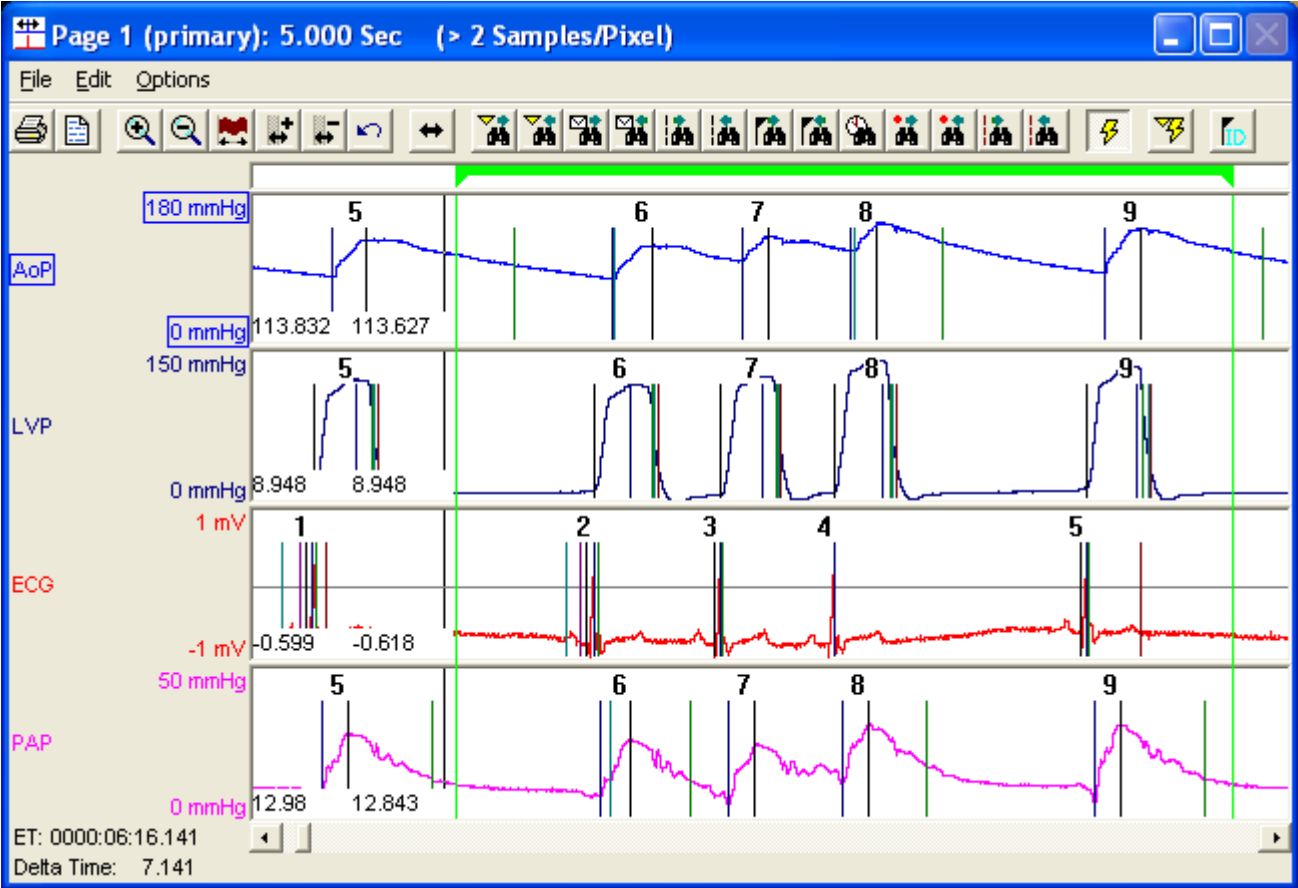 Page 1 (primary): 5.000 Sec (> 2 Samples/Pixel)
File Edit Options
ID
180 mmHg
5 6 7 8 9
AoP
0 mmHg
113.832 113.627
150 mmHg
5 6 7 8 9
LVP
0 mmHg
8.948 8.948
1 mV
1 2 3 4 5
ECG
-1 mV
-0.599 -0.618
50 mmHg
5 6 7 8 9
PAP
0 mmHg
12.98 12.843
ET: 0000:06:16.141
Delta Time: 7.141